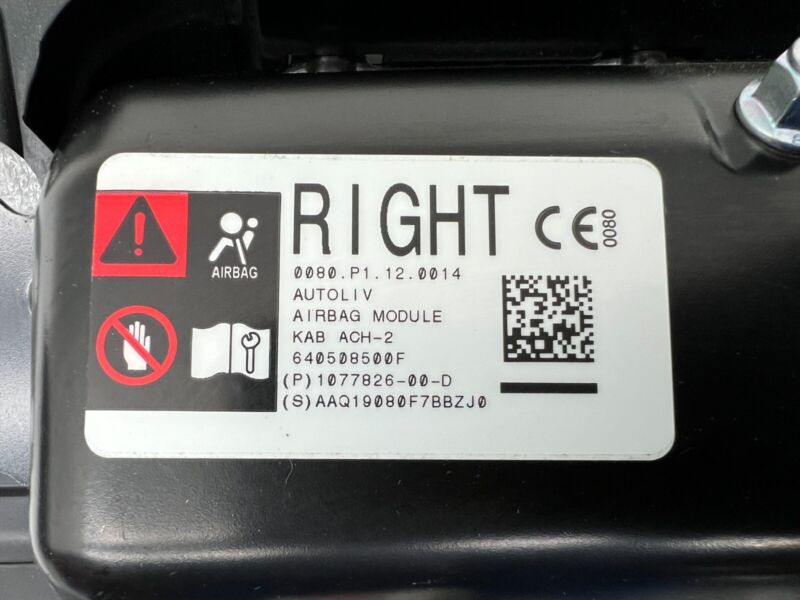 RIGHT
CE
0080
AIRBAG
0080.P1.12.0014
AUTOLIV
AIRBAG MODULE
KAB ACH-2
640508500F
(P)1077826-00-D
(S)AAQ19080F7BBZJ0